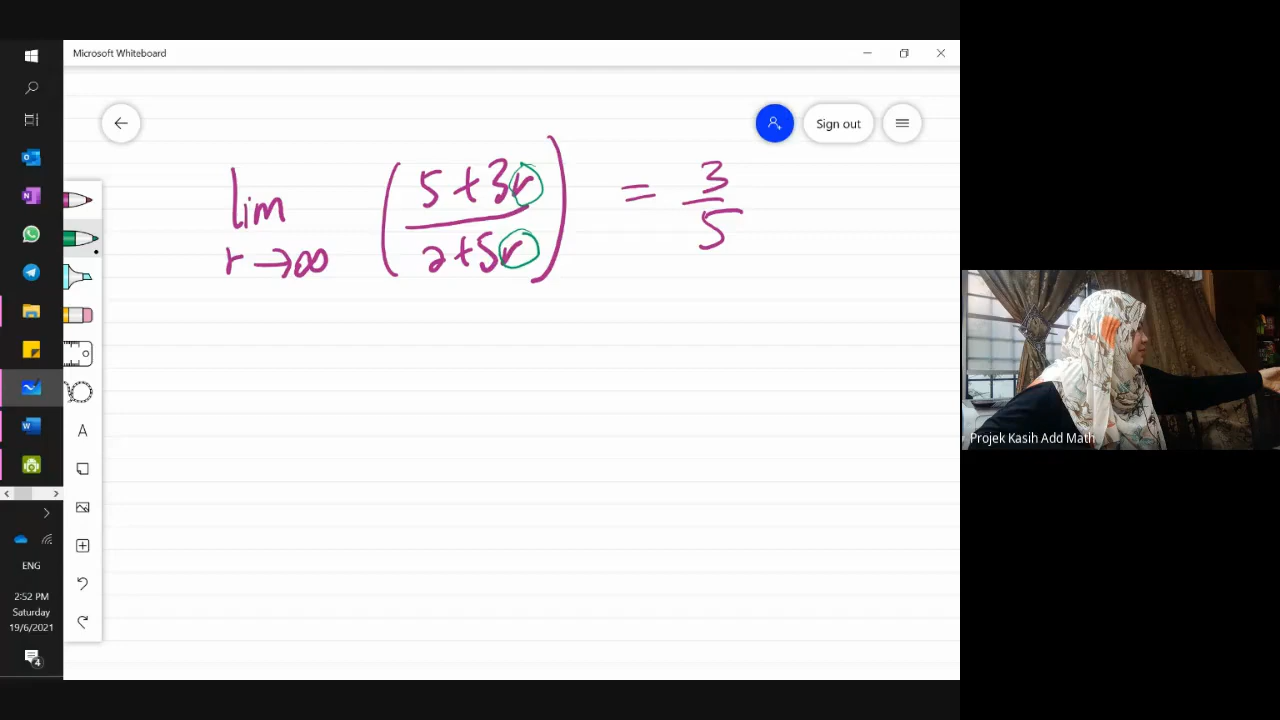 Microsoft Whiteboard
Sign out
lim r→∞ (5+3r / 2+5r) = 3/5
A
ENG
2:52 PM
Saturday
19/6/2021
4
Projek Kasih Add Math